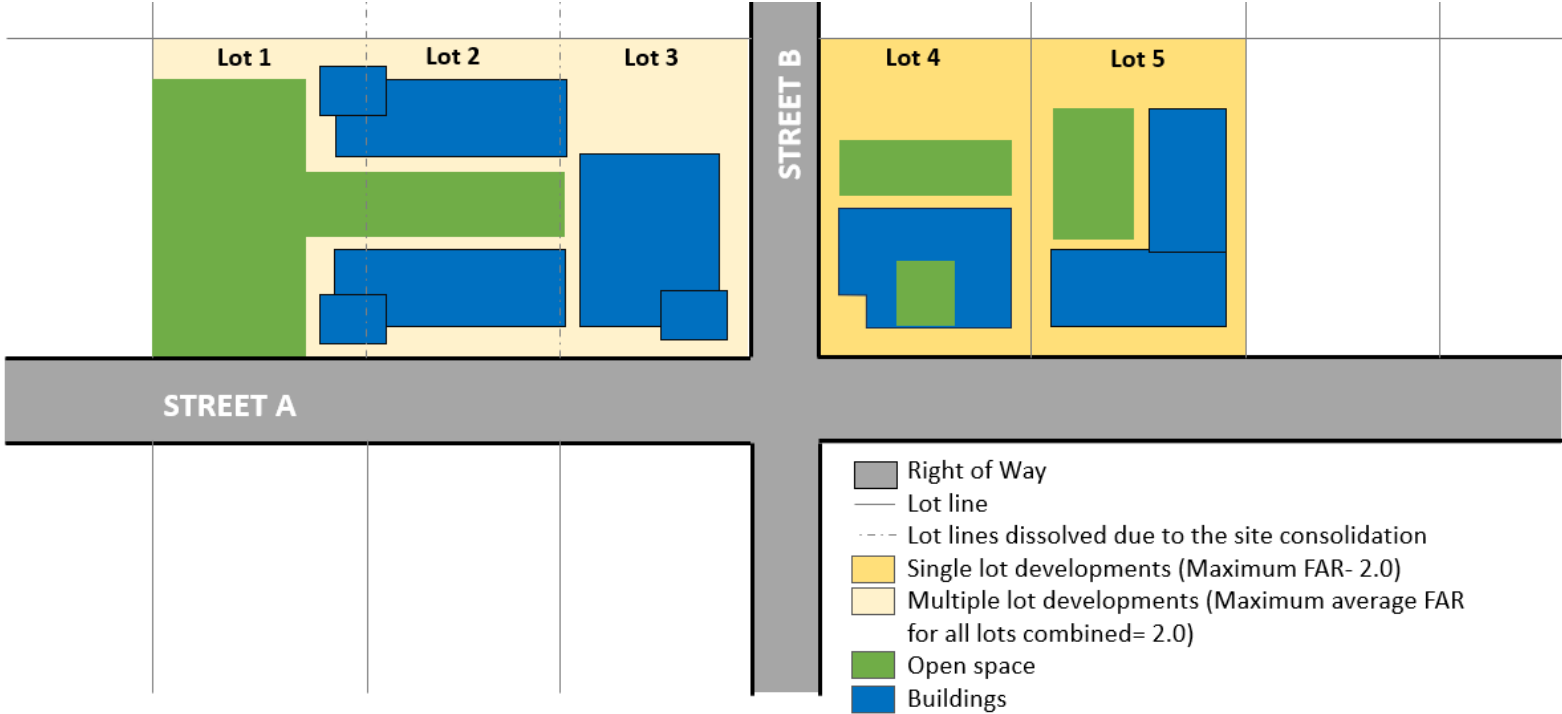 Lot 1
Lot 2
Lot 3
Lot 4
Lot 5
STREET B
STREET A
Right of Way
Lot line
Lot lines dissolved due to the site consolidation
Single lot developments (Maximum FAR- 2.0)
Multiple lot developments (Maximum average FAR
for all lots combined= 2.0)
Open space
Buildings